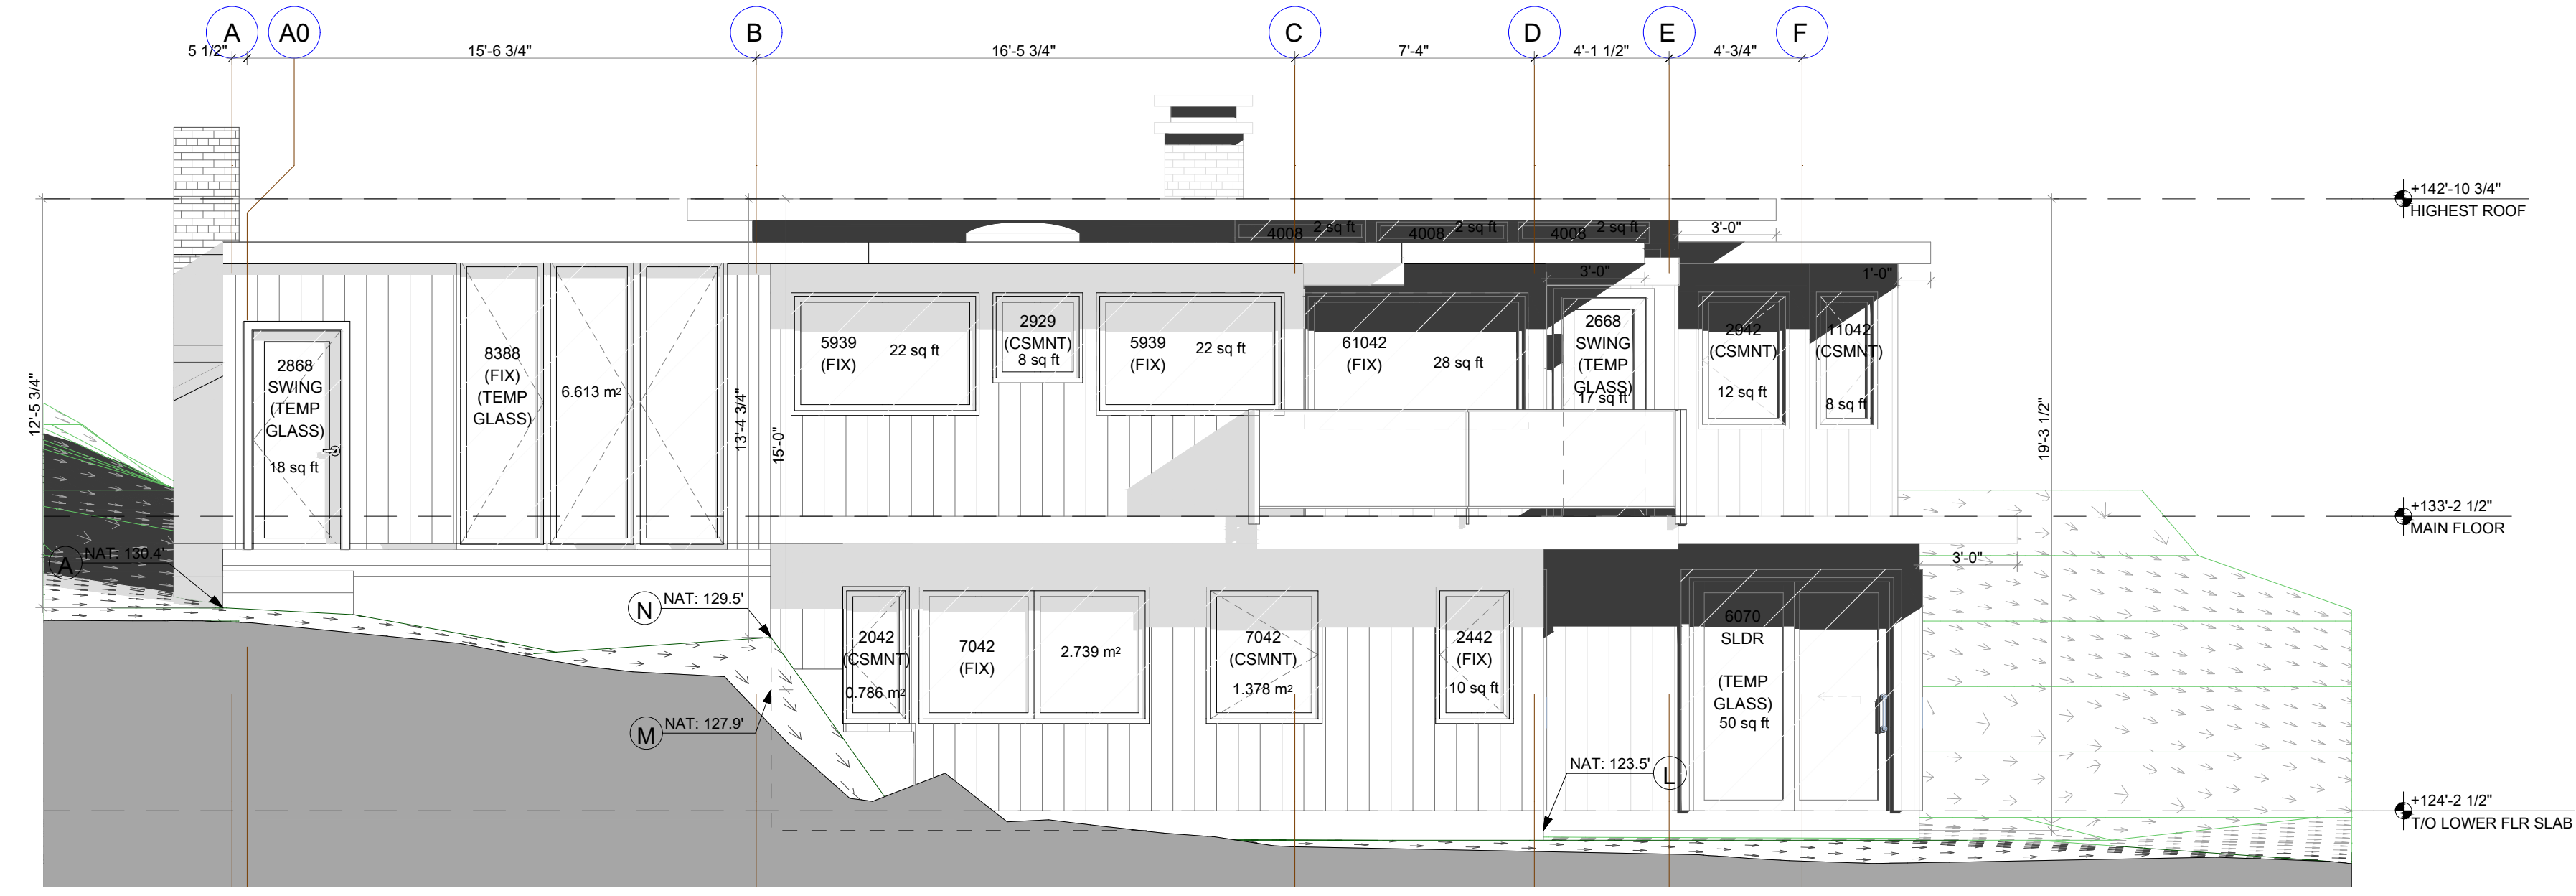 A
A0
B
C
D
E
F
5 1/2"
15'-6 3/4"
16'-5 3/4"
7'-4"
4'-1 1/2"
4'-3/4"
+142'-10 3/4"
HIGHEST ROOF
4008
2 sq ft
4008
2 sq ft
4008
2 sq ft
3'-0"
3'-0"
1'-0"
12'-5 3/4"
2868
SWING
(TEMP
GLASS)
18 sq ft
8388
(FIX)
(TEMP
GLASS)
6.613 m²
13'-4 3/4"
15'-0"
5939
(FIX)
22 sq ft
2929
(CSMNT)
8 sq ft
5939
(FIX)
22 sq ft
61042
(FIX)
28 sq ft
2668
SWING
(TEMP
GLASS)
17 sq ft
2942
(CSMNT)
12 sq ft
11042
(CSMNT)
8 sq ft
19'-3 1/2"
+133'-2 1/2"
MAIN FLOOR
A
NAT: 130.4'
N
NAT: 129.5'
M
NAT: 127.9'
2042
(CSMNT)
0.786 m²
7042
(FIX)
2.739 m²
7042
(CSMNT)
1.378 m²
2442
(FIX)
10 sq ft
3'-0"
6070
SLDR
(TEMP
GLASS)
50 sq ft
NAT: 123.5'
L
+124'-2 1/2"
T/O LOWER FLR SLAB